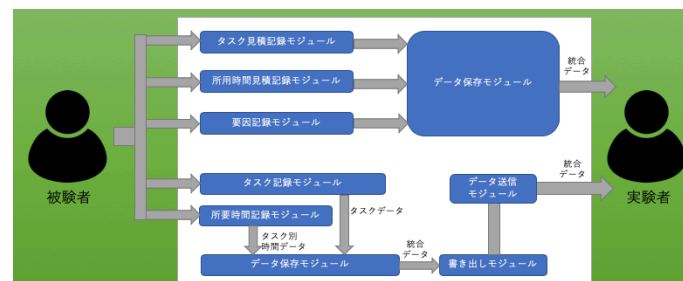 タスク見積記録モジュール
所用時間見積記録モジュール
要因記録モジュール
データ保存モジュール
統合
データ
被験者
実験者
タスク記録モジュール
所要時間記録モジュール
タスクデータ
タスク別
時間データ
データ保存モジュール
統合
データ
書き出しモジュール
データ送信
モジュール
統合
データ